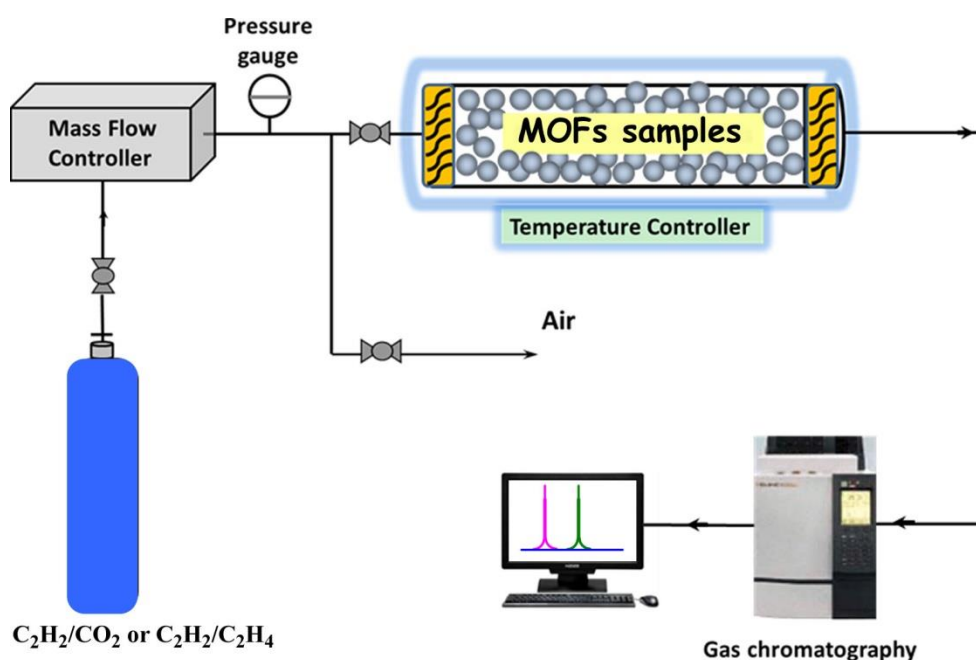 Pressure
gauge
Mass Flow
Controller
MOFs samples
Temperature Controller
Air
C₂H₂/CO₂ or C₂H₂/C₂H₄
Gas chromatography